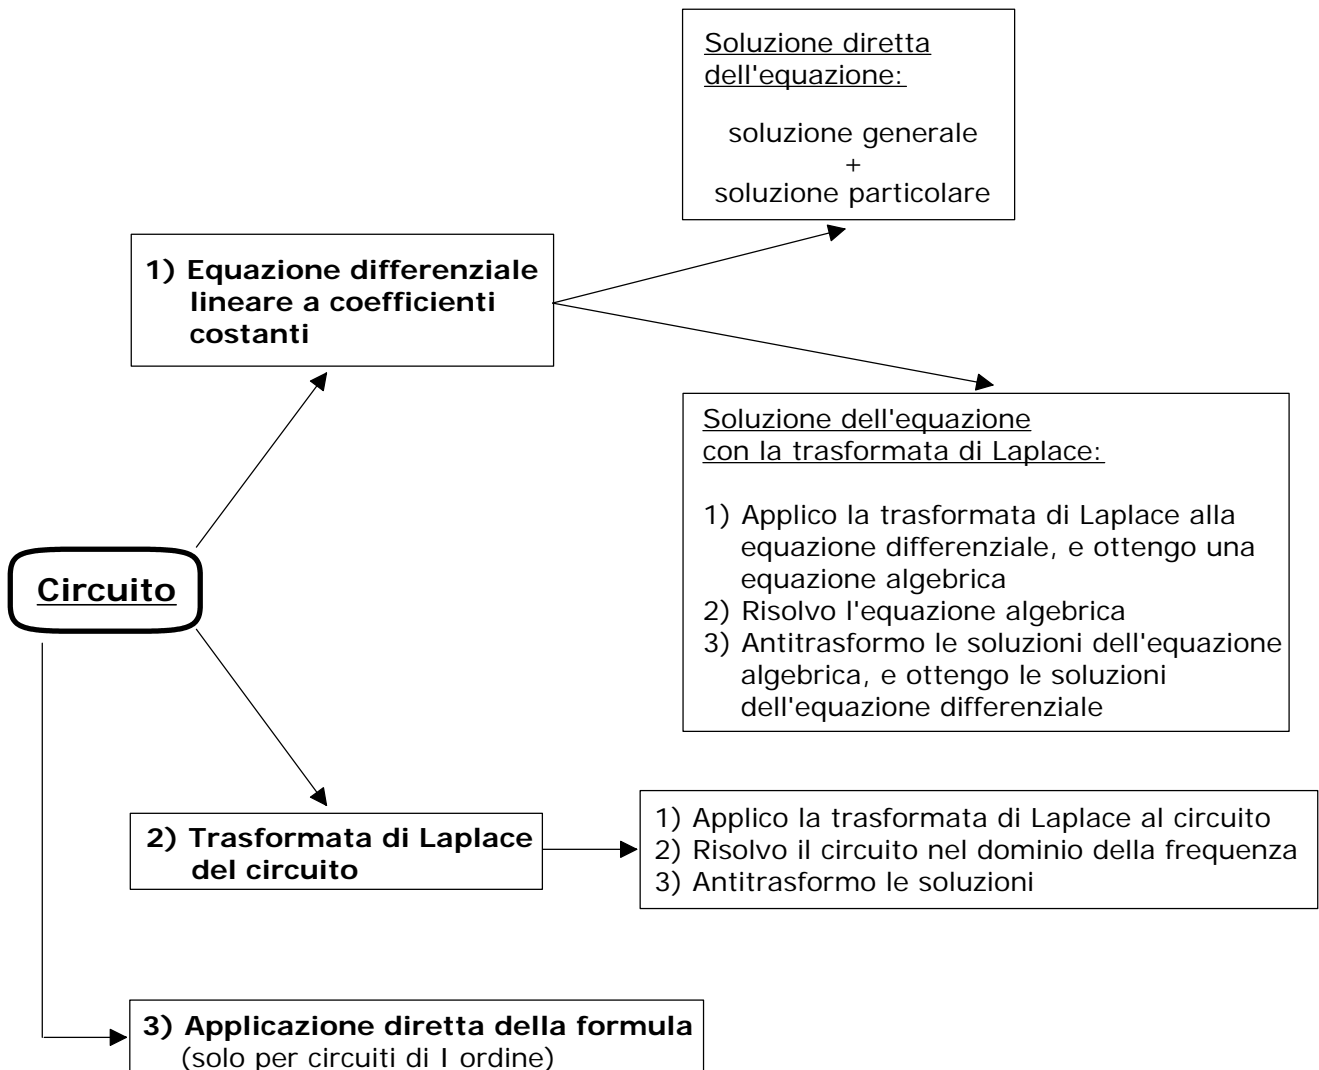 Soluzione diretta
dell'equazione:
soluzione generale
+
soluzione particolare
1) Equazione differenziale
lineare a coefficienti
costanti
Soluzione dell'equazione
con la trasformata di Laplace:
1) Applico la trasformata di Laplace alla
equazione differenziale, e ottengo una
equazione algebrica
2) Risolvo l'equazione algebrica
3) Antitrasformo le soluzioni dell'equazione
algebrica, e ottengo le soluzioni
dell'equazione differenziale
Circuito
2) Trasformata di Laplace
del circuito
1) Applico la trasformata di Laplace al circuito
2) Risolvo il circuito nel dominio della frequenza
3) Antitrasformo le soluzioni
3) Applicazione diretta della formula
(solo per circuiti di I ordine)